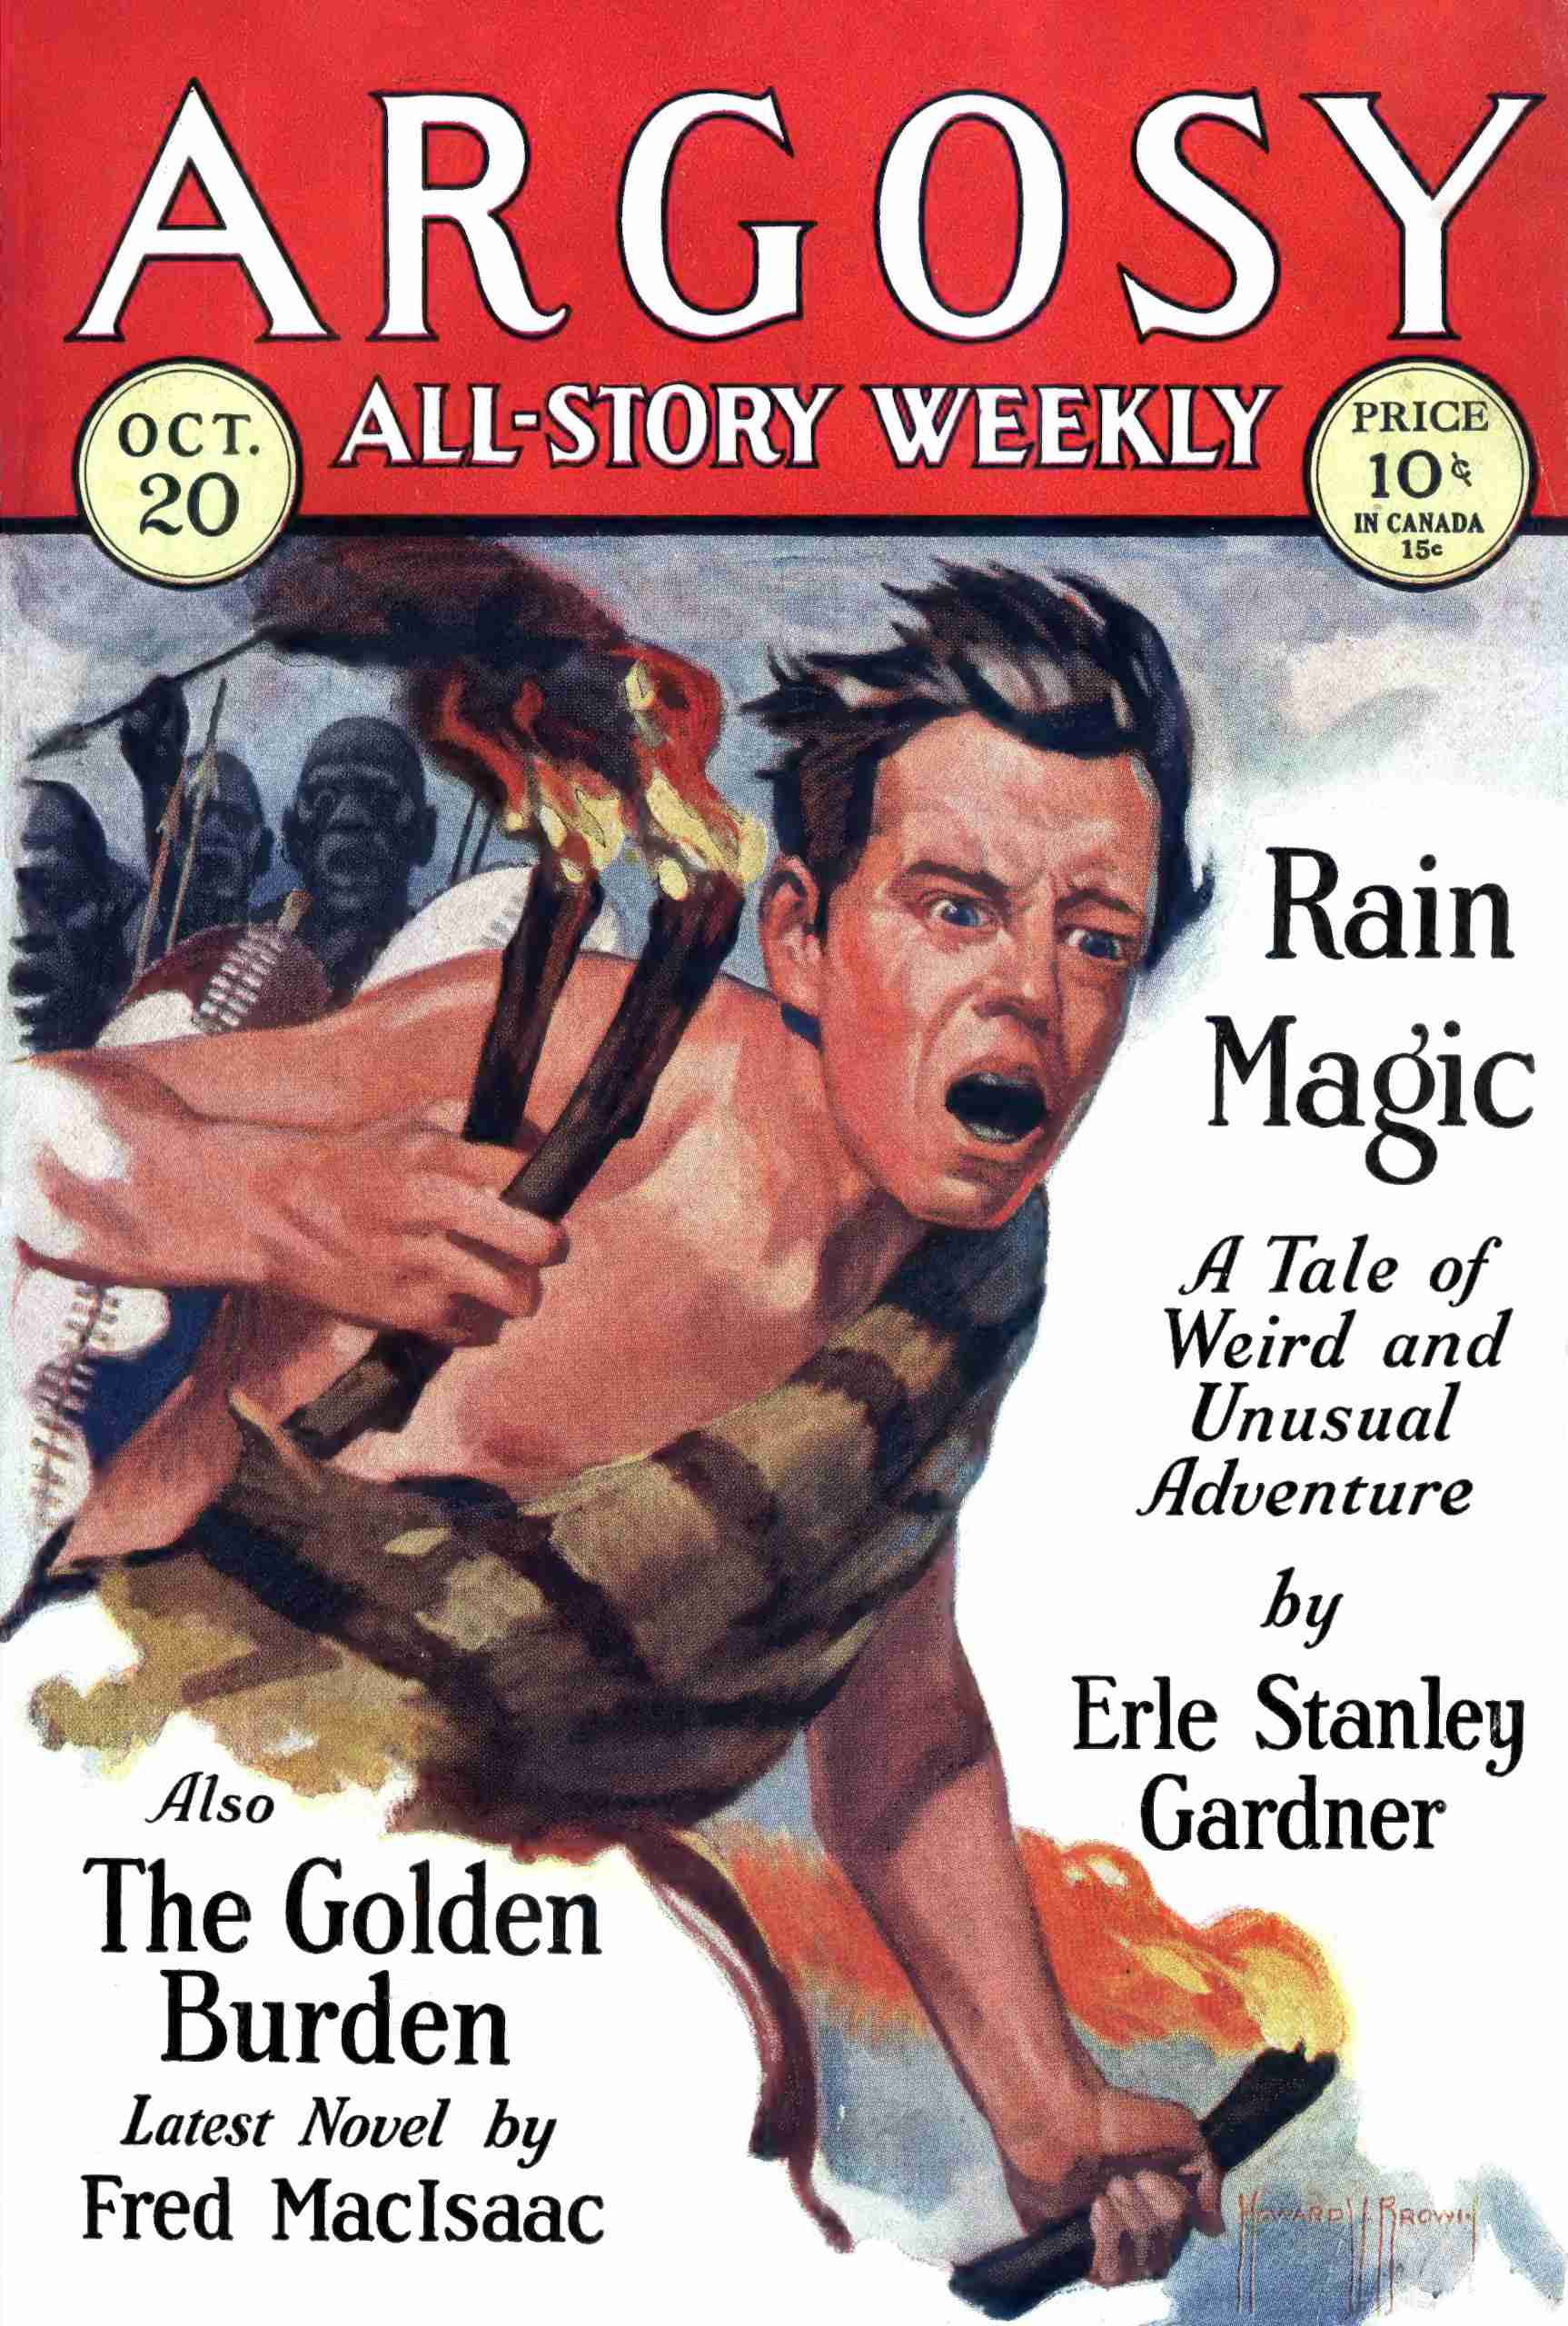 ARGOSY
OCT.
20
ALL-STORY WEEKLY
PRICE
10¢
IN CANADA
15c
Rain
Magic
A Tale of
Weird and
Unusual
Adventure
by
Erle Stanley
Gardner
Also
The Golden
Burden
Latest Novel by
Fred MacIsaac
HOWARD V. BROWN